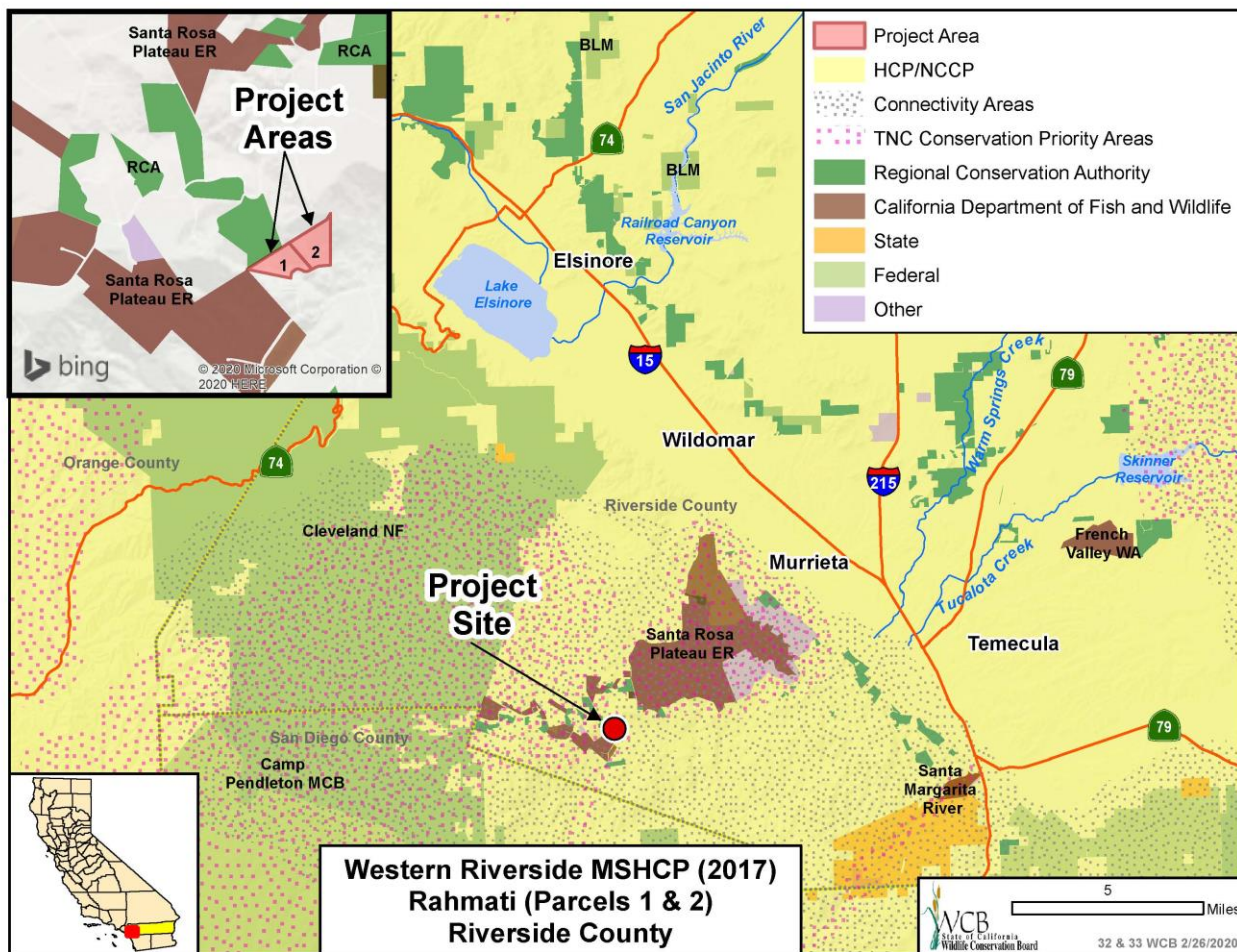 Santa Rosa
Plateau ER
RCA
RCA
Project
Areas
RCA
1
2
Santa Rosa
Plateau ER
bing
© 2020 Microsoft Corporation ©
2020 HERE
Project Area
HCP/NCCP
Connectivity Areas
TNC Conservation Priority Areas
Regional Conservation Authority
California Department of Fish and Wildlife
State
Federal
Other
BLM
San Jacinto River
74
BLM
Railroad Canyon
Reservoir
Elsinore
Lake
Elsinore
15
Warm Springs Creek
79
Wildomar
Orange County
74
Skinner
Reservoir
215
Riverside County
Cleveland NF
French
Valley WA
Murrieta
Tucalota Creek
Project
Site
Santa Rosa
Plateau ER
Temecula
79
San Diego County
Camp
Pendleton MCB
Santa
Margarita
River
Western Riverside MSHCP (2017)
Rahmati (Parcels 1 & 2)
Riverside County
WCB
State of California
Wildlife Conservation Board
5
Miles
32 & 33 WCB 2/26/2020